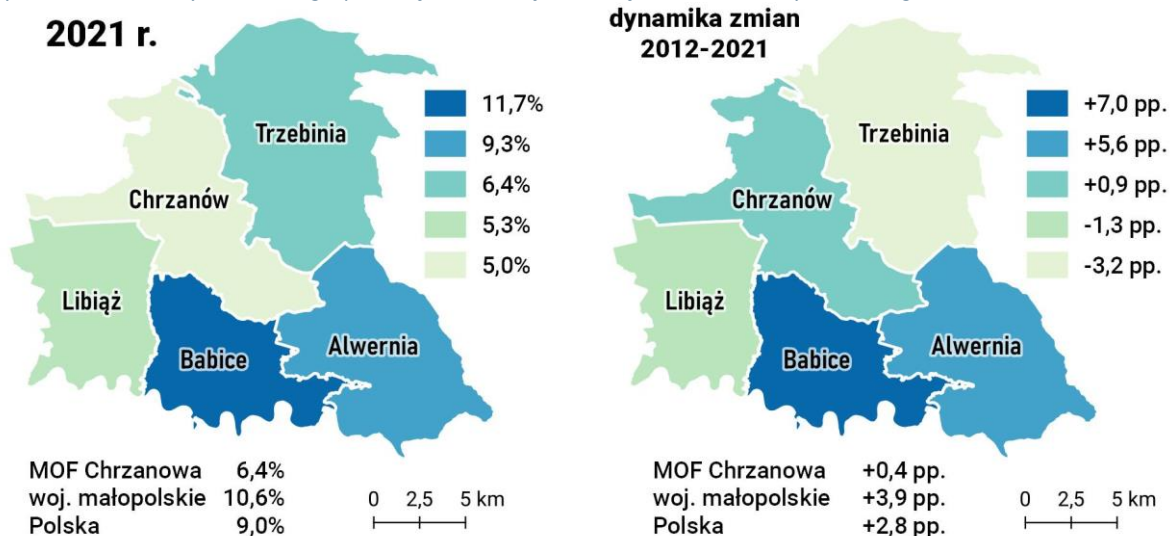 2021 r.
11,7%
9,3%
6,4%
5,3%
5,0%
Trzebinia
Chrzanów
Libiąż
Babice
Alwernia
MOF Chrzanowa 6,4%
woj. małopolskie 10,6%
Polska 9,0%
0 2,5 5 km
dynamika zmian
2012-2021
+7,0 pp.
+5,6 pp.
+0,9 pp.
-1,3 pp.
-3,2 pp.
Trzebinia
Chrzanów
Libiąż
Babice
Alwernia
MOF Chrzanowa +0,4 pp.
woj. małopolskie +3,9 pp.
Polska +2,8 pp.
0 2,5 5 km